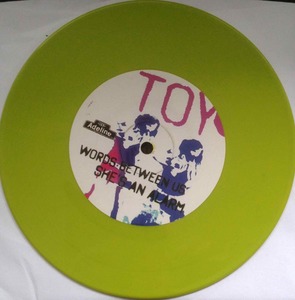 TOY
Adeline
WORDS BETWEEN US
SHE'S AN ALARM